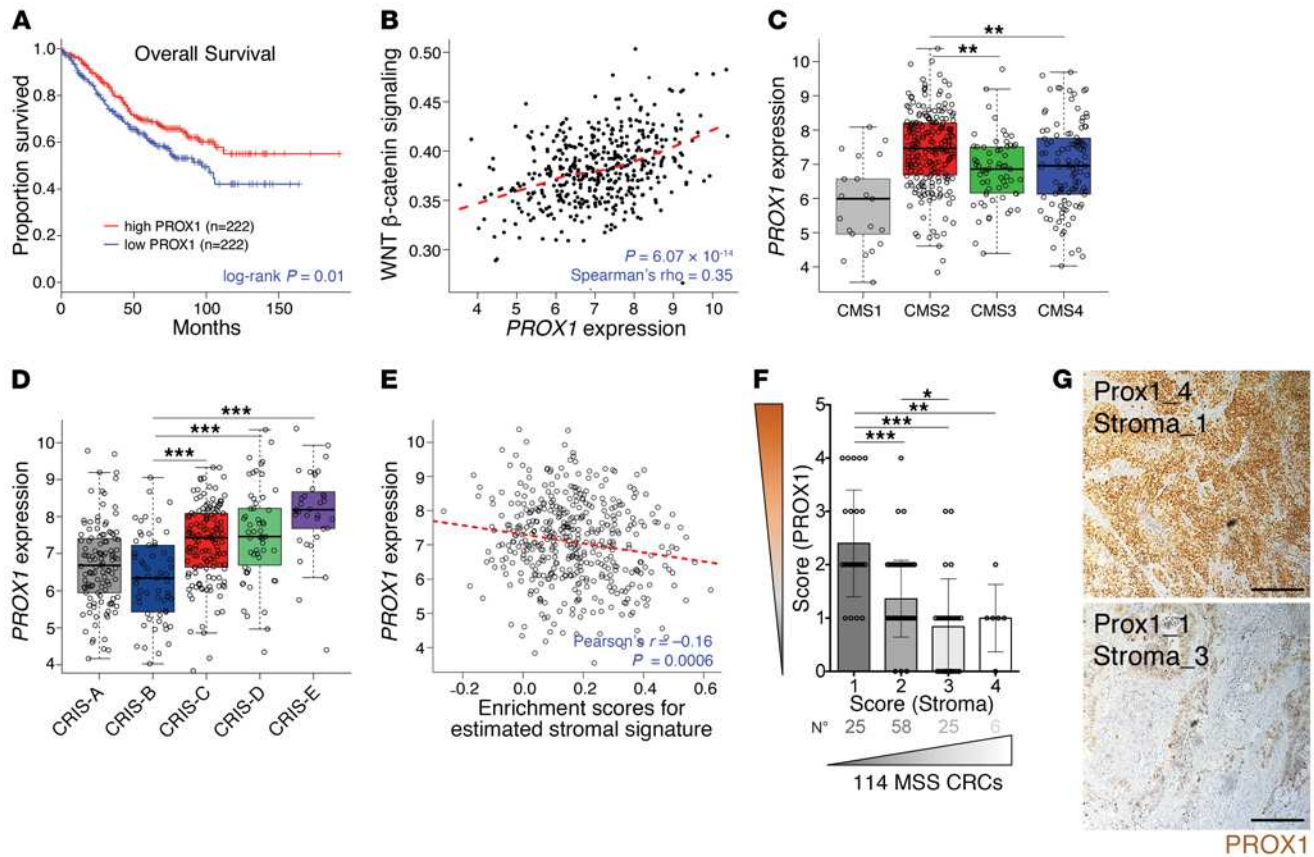 A
Overall Survival
Proportion survived
1.0
0.8
0.6
0.4
0.2
0.0
high PROX1 (n=222)
low PROX1 (n=222)
log-rank P = 0.01
0 50 100 150
Months
B
WNT β-catenin signaling
0.50
0.45
0.40
0.35
0.30
P = 6.07 × 10-14
Spearman's rho = 0.35
4 5 6 7 8 9 10
PROX1 expression
C
** 
**
PROX1 expression
10
9
8
7
6
5
4
CMS1 CMS2 CMS3 CMS4
D
***
***
***
PROX1 expression
10
9
8
7
6
5
4
CRIS-A CRIS-B CRIS-C CRIS-D CRIS-E
E
PROX1 expression
10
9
8
7
6
5
4
Pearson's r = −0.16
P = 0.0006
-0.2 0.0 0.2 0.4 0.6
Enrichment scores for
estimated stromal signature
F
*
**
***
***
Score (PROX1)
5
4
3
2
1
0
1 2 3 4
Score (Stroma)
N° 25 58 25 6
114 MSS CRCs
G
Prox1_4
Stroma_1
Prox1_1
Stroma_3
PROX1